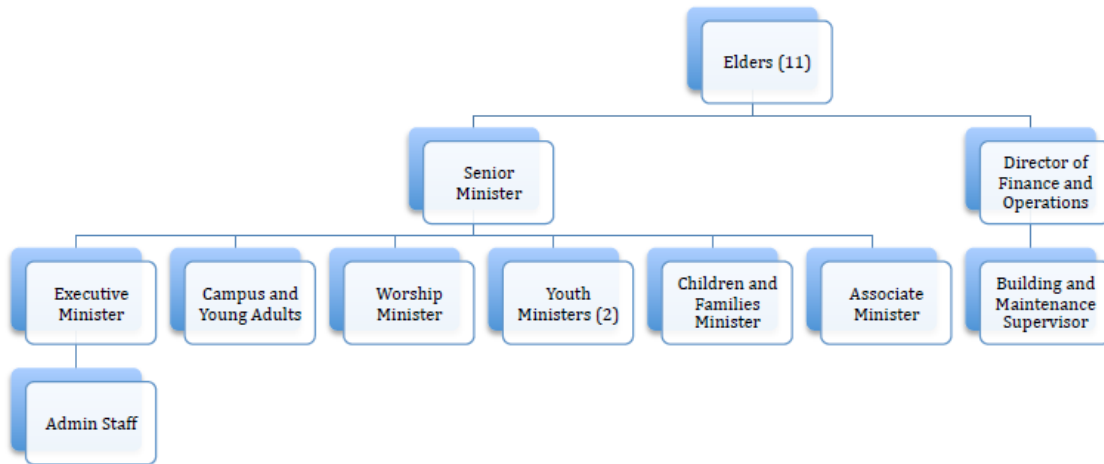 Elders (11)
Senior
Minister
Director of
Finance and
Operations
Executive
Minister
Campus and
Young Adults
Worship
Minister
Youth
Ministers (2)
Children and
Families
Minister
Associate
Minister
Building and
Maintenance
Supervisor
Admin Staff